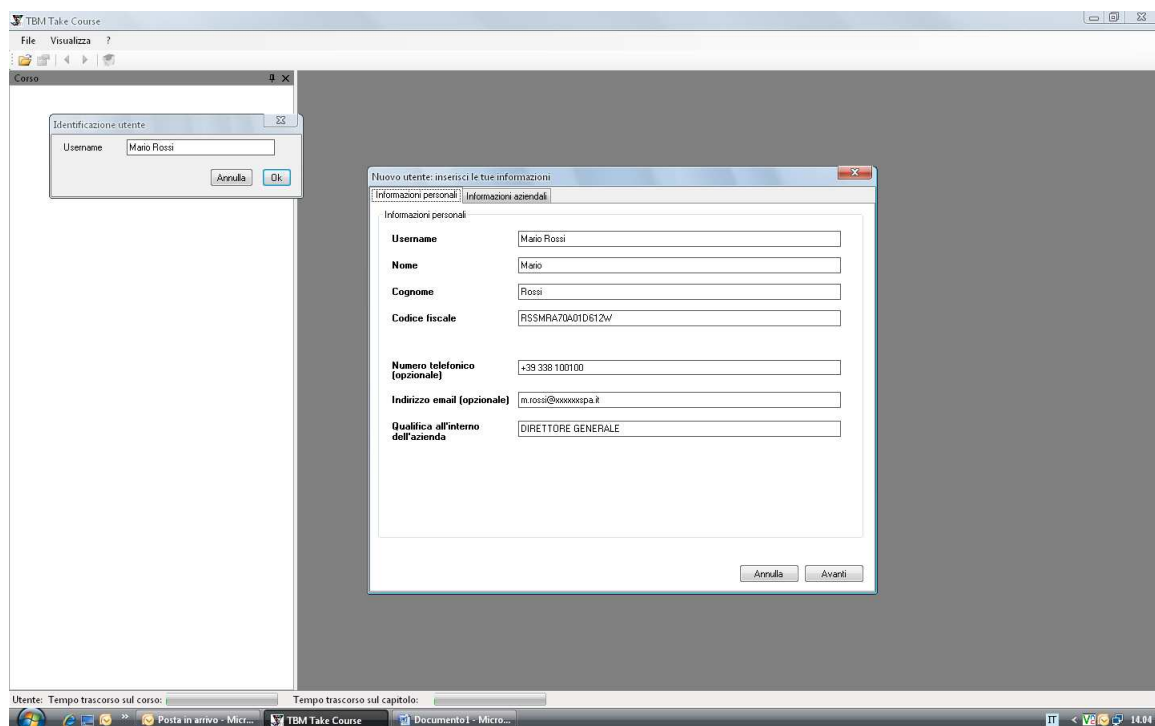 TBM Take Course
File Visualizza ?
Corso
Identificazione utente
Username Mario Rossi
Annulla Ok
Nuovo utente: inserisci le tue informazioni
Informazioni personali Informazioni aziendali
Informazioni personali
Username Mario Rossi
Nome Mario
Cognome Rossi
Codice fiscale RSSMRA70A01D612W
Numero telefonico
(opzionale) +39 338 100100
Indirizzo email (opzionale) m.rossi@xxxxxxspa.it
Qualifica all'interno
dell'azienda DIRETTORE GENERALE
Annulla Avanti
Utente: Tempo trascorso sul corso: Tempo trascorso sul capitolo:
Posta in arrivo - Micr... TBM Take Course Documento1 - Micro... IT 14.04